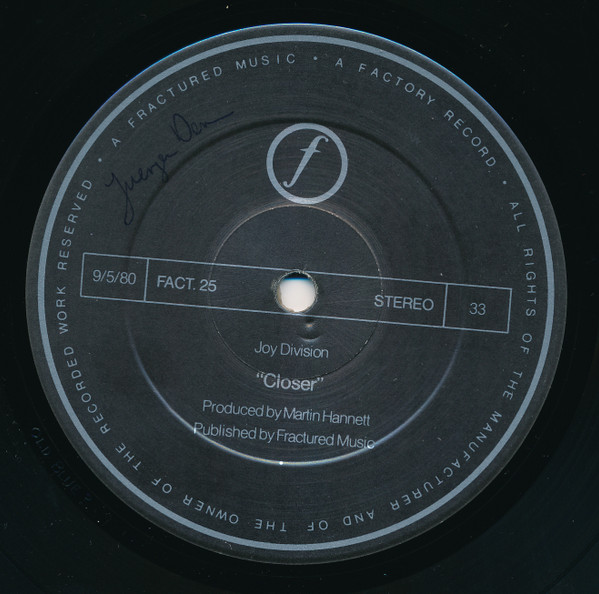 A FRACTURED MUSIC • A FACTORY RECORD • ALL RIGHTS OF THE MANUFACTURER AND OF THE OWNER OF THE RECORDED WORK RESERVED •
f
9/5/80 FACT. 25 STEREO 33
Joy Division
“Closer”
Produced by Martin Hannett
Published by Fractured Music